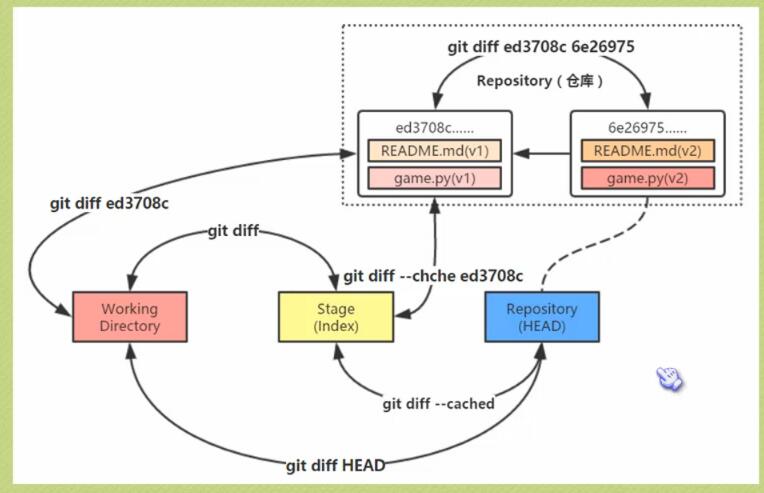 git diff ed3708c 6e26975
Repository（仓库）
ed3708c......
README.md(v1)
game.py(v1)
6e26975......
README.md(v2)
game.py(v2)
git diff ed3708c
git diff
git diff --chche ed3708c
Working
Directory
Stage
(Index)
Repository
(HEAD)
git diff --cached
git diff HEAD